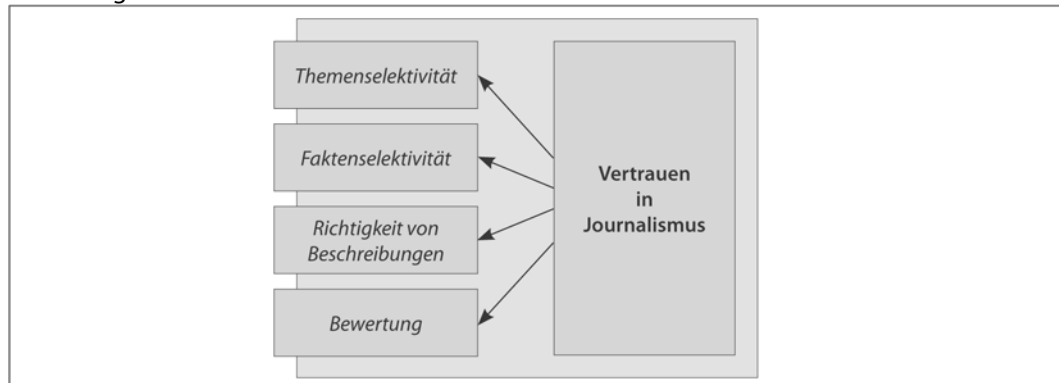 Themenselektivität
Faktenselektivität
Richtigkeit von
Beschreibungen
Bewertung
Vertrauen
in
Journalismus